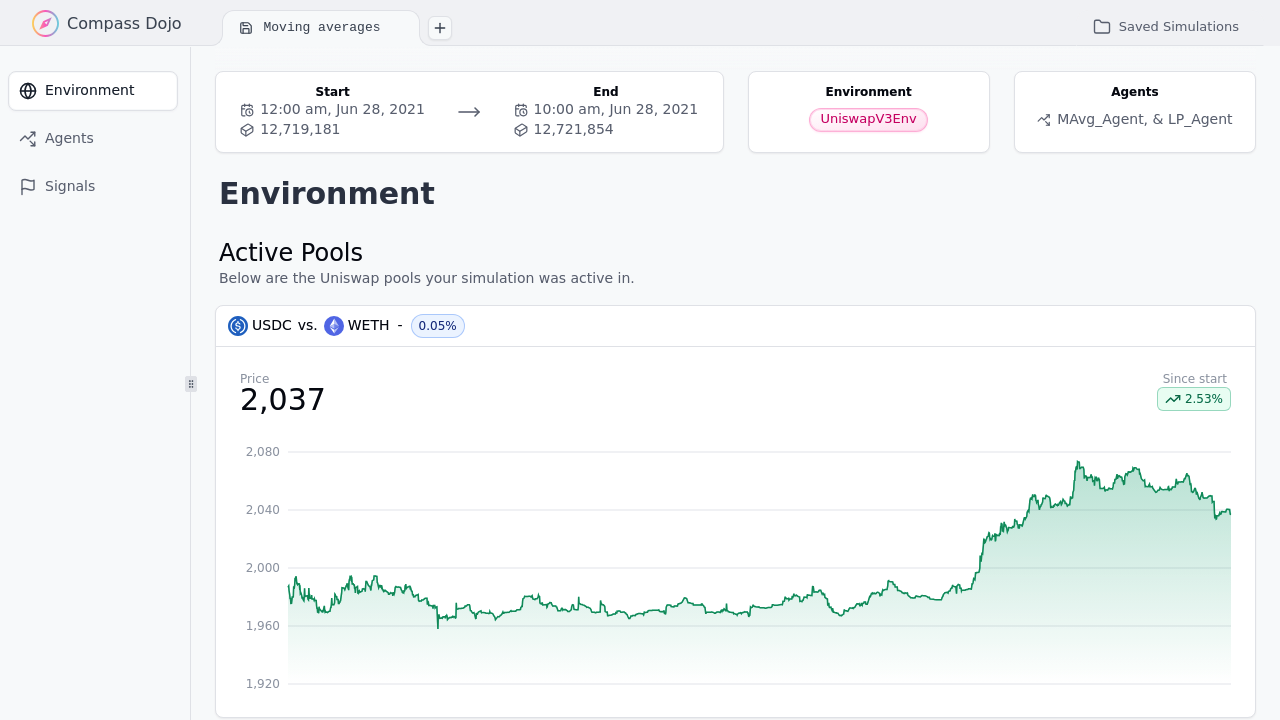 Compass Dojo
Moving averages
Saved Simulations
Environment
Agents
Signals
Start
12:00 am, Jun 28, 2021
12,719,181
End
10:00 am, Jun 28, 2021
12,721,854
Environment
UniswapV3Env
Agents
MAvg_Agent, & LP_Agent
Environment
Active Pools
Below are the Uniswap pools your simulation was active in.
USDC vs. WETH - 0.05%
Price
2,037
Since start
2.53%
2,080
2,040
2,000
1,960
1,920